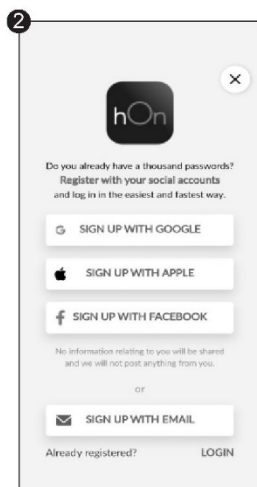 2
×
hOn
Do you already have a thousand passwords?
Register with your social accounts
and log in in the easiest and fastest way.
G SIGN UP WITH GOOGLE
SIGN UP WITH APPLE
f SIGN UP WITH FACEBOOK
No information relating to you will be shared
and we will not post anything from you.
or
SIGN UP WITH EMAIL
Already registered? LOGIN